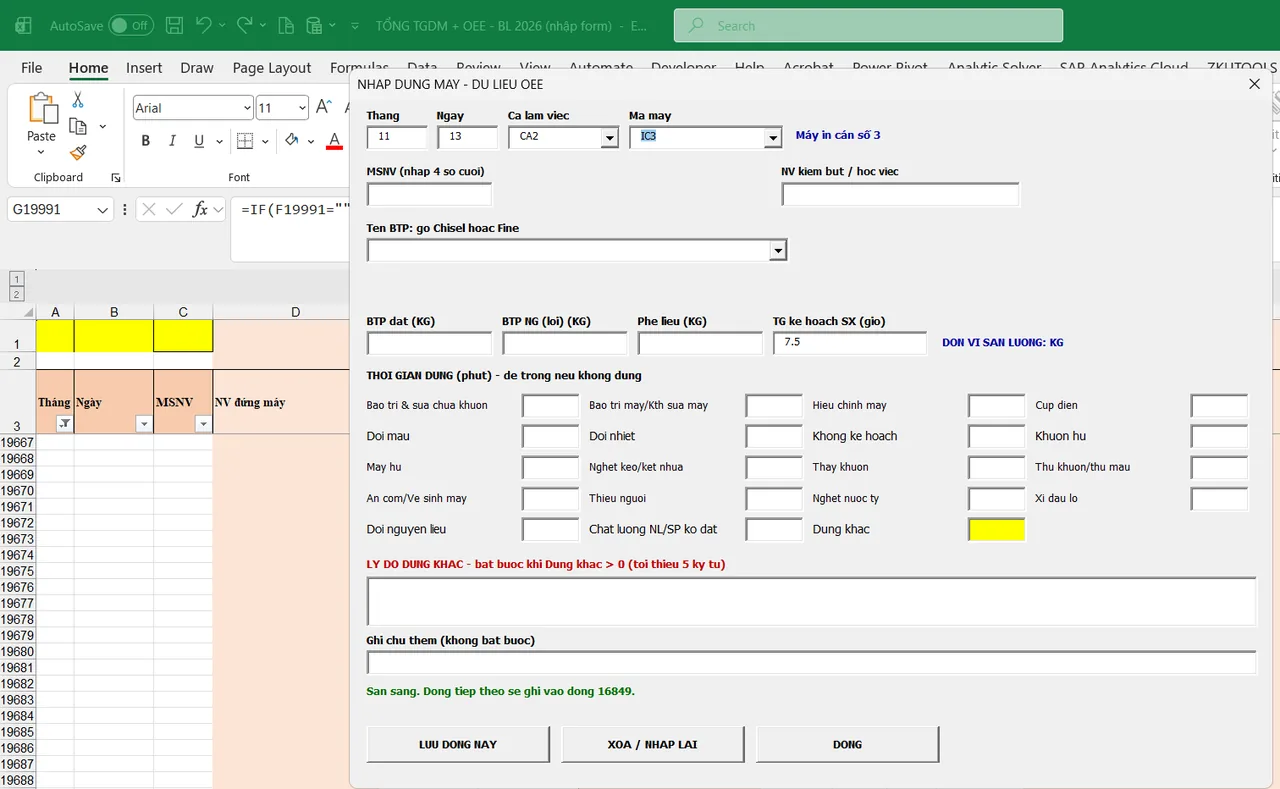 AutoSave Off TỔNG TGDM + OEE - BL 2026 (nhập form) - E... Search
File Home Insert Draw Page Layout Formulas Data Review View Automate Developer Help Acrobat Power Pivot Analytic Solver SAP Analytics Cloud ZKUTOOLS
NHAP DUNG MAY - DU LIEU OEE
Paste
Clipboard
Arial 11
B I U
Font
G19991
fx
=IF(F19991=""
1
2
A B C D
1
2
3
Tháng Ngày MSNV NV đứng máy
19667
19668
19669
19670
19671
19672
19673
19674
19675
19676
19677
19678
19679
19680
19681
19682
19683
19684
19685
19686
19687
19688
Thang Ngay Ca lam viec Ma may
11 13 CA2 IC3 Máy in cán số 3
MSNV (nhap 4 so cuoi) NV kiem but / hoc viec
Ten BTP: go Chisel hoac Fine
BTP dat (KG) BTP NG (loi) (KG) Phe lieu (KG) TG ke hoach SX (gio)
7.5 DON VI SAN LUONG: KG
THOI GIAN DUNG (phut) - de trong neu khong dung
Bao tri & sua chua khuon Bao tri may/Kth sua may Hieu chinh may Cup dien
Doi mau Doi nhiet Khong ke hoach Khuon hu
May hu Nghet keo/ket nhua Thay khuon Thu khuon/thu mau
An com/Ve sinh may Thieu nguoi Nghet nuoc ty Xi dau lo
Doi nguyen lieu Chat luong NL/SP ko dat Dung khac
LY DO DUNG KHAC - bat buoc khi Dung khac > 0 (toi thieu 5 ky tu)
Ghi chu them (khong bat buoc)
San sang. Dong tiep theo se ghi vao dong 16849.
LUU DONG NAY XOA / NHAP LAI DONG